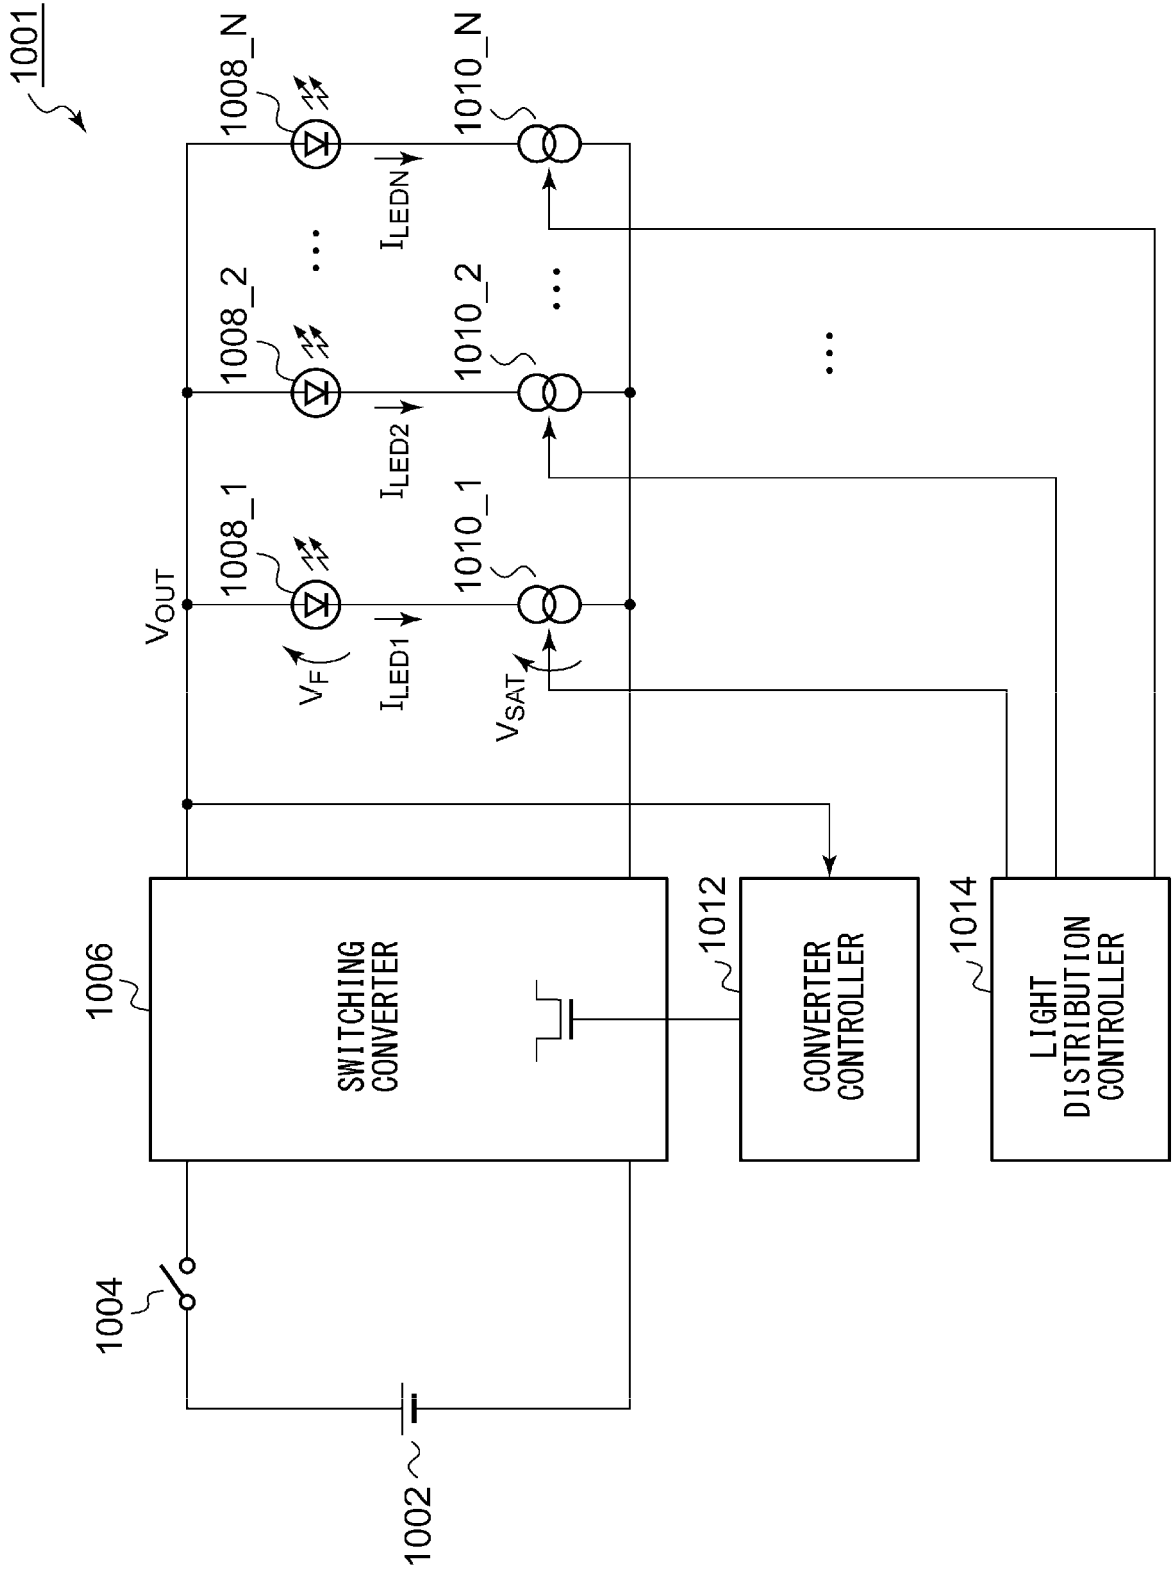 1001
1008_1
1008_2
1008_N
VOUT
VF
ILED1
ILED2
ILEDN
1010_1
1010_2
1010_N
VSAT
...
...
...
1006
SWITCHING
CONVERTER
1004
1002
1012
CONVERTER
CONTROLLER
1014
LIGHT
DISTRIBUTION
CONTROLLER